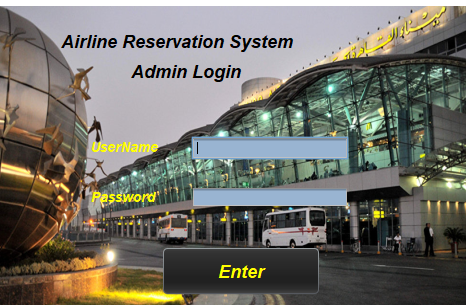 Airline Reservation System
Admin Login
UserName
Password
Enter